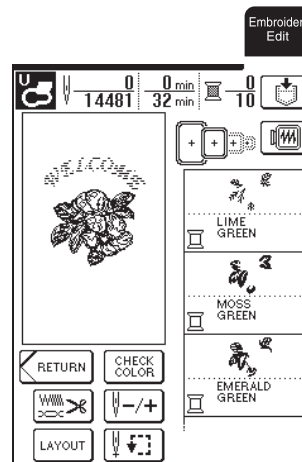 Embroider
Edit
U
0 0 min 0
14481 32 min 10
WELCOME
LIME
GREEN
MOSS
GREEN
EMERALD
GREEN
RETURN
CHECK
COLOR
-/+
LAYOUT